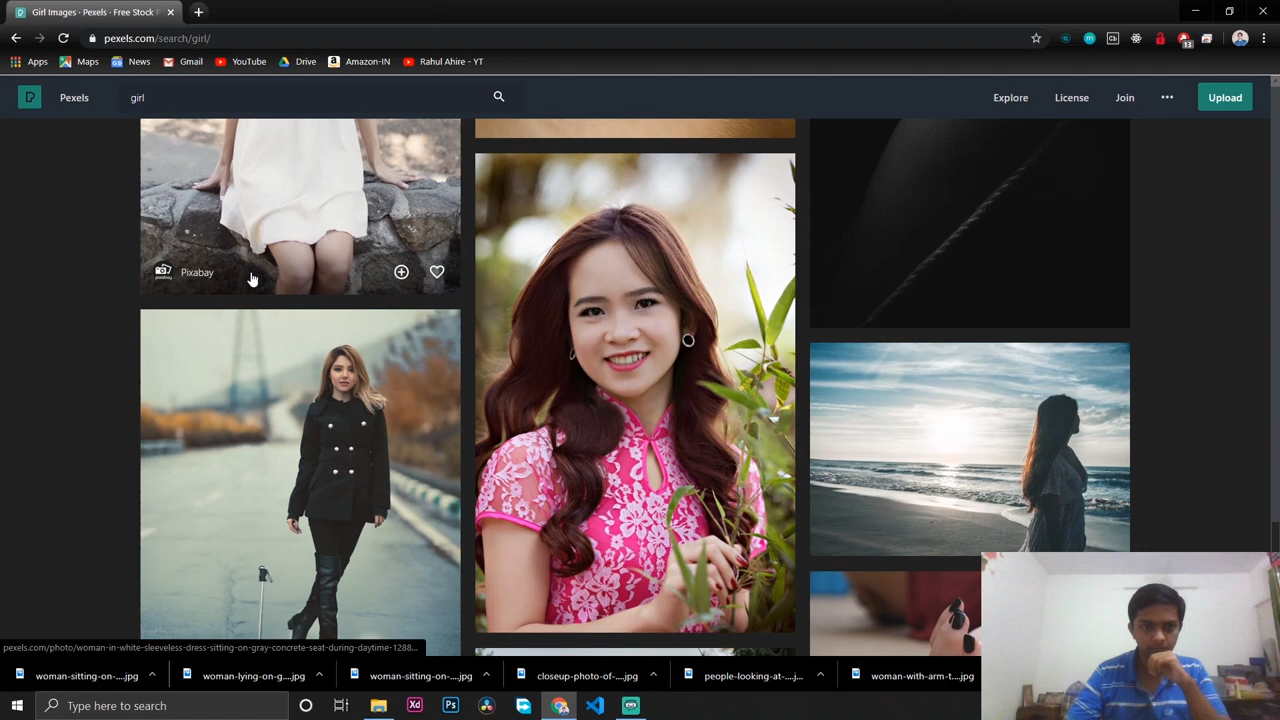 Girl Images · Pexels · Free Stock P
pexels.com/search/girl/
Apps Maps News Gmail YouTube Drive Amazon-IN Rahul Ahire - YT
13
Pexels girl Explore License Join Upload
Pixabay
pexels.com/photo/woman-in-white-sleeveless-dress-sitting-on-gray-concrete-seat-during-daytime-1288...
woman-sitting-on-....jpg woman-lying-on-g....jpg woman-sitting-on-....jpg closeup-photo-of-....jpg people-looking-at-....jpg woman-with-arm-t....jpg
Type here to search Xd Ps